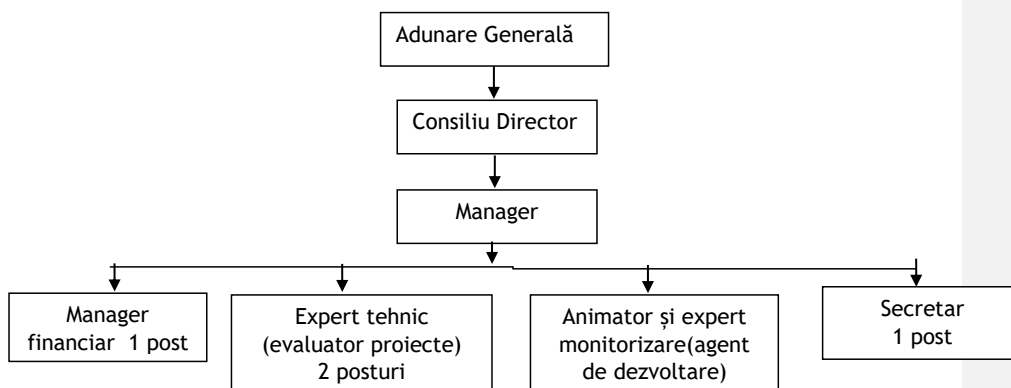 Adunare Generală
Consiliu Director
Manager
Manager
financiar 1 post
Expert tehnic
(evaluator proiecte)
2 posturi
Animator și expert
monitorizare(agent
de dezvoltare)
Secretar
1 post